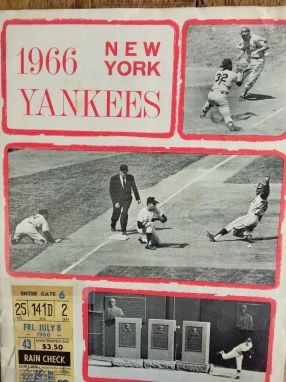 1966 NEW
YORK
YANKEES
32
ENTER GATE 6
25 141D 2
FRI. JULY 8
1966
43 $3.50
RAIN CHECK